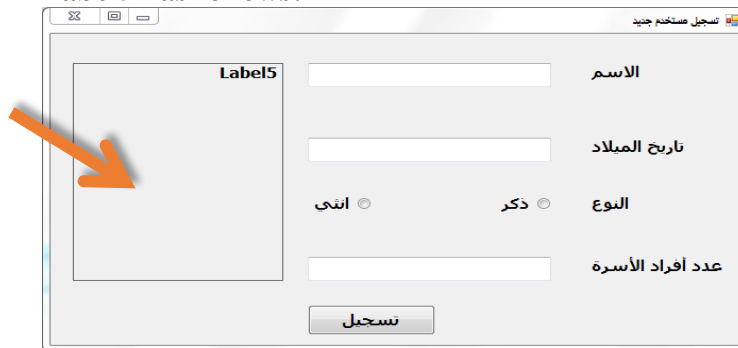 تسجيل مستخدم جديد
الاسم
Label5
تاريخ الميلاد
النوع
ذكر
انثي
عدد أفراد الأسرة
تسجيل